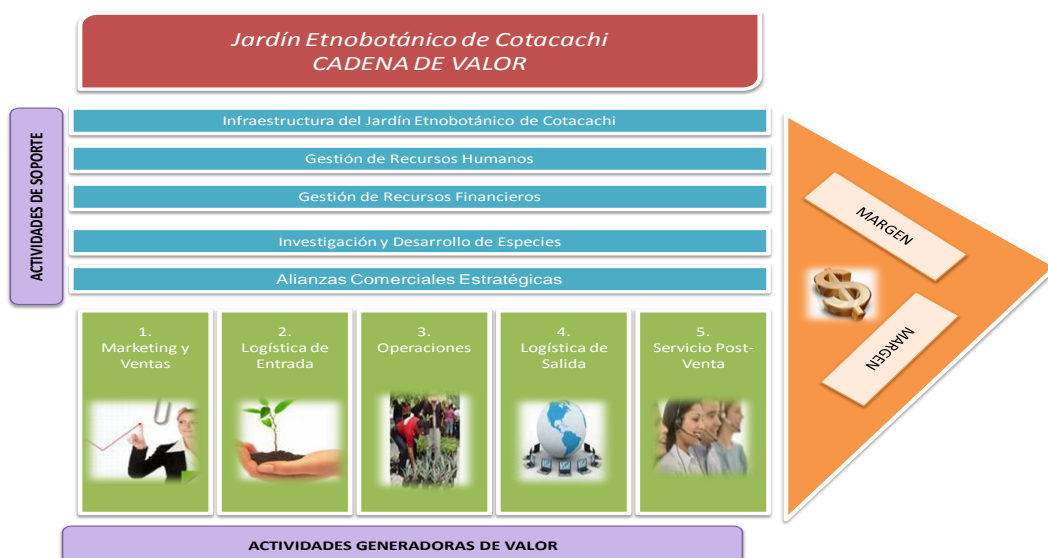 Jardín Etnobotánico de Cotacachi
CADENA DE VALOR
ACTIVIDADES DE SOPORTE
Infraestructura del Jardín Etnobotánico de Cotacachi
Gestión de Recursos Humanos
Gestión de Recursos Financieros
Investigación y Desarrollo de Especies
Alianzas Comerciales Estratégicas
1.
Marketing y
Ventas
2.
Logística de
Entrada
3.
Operaciones
4.
Logística de
Salida
5.
Servicio Post-
Venta
MARGEN
MARGEN
ACTIVIDADES GENERADORAS DE VALOR